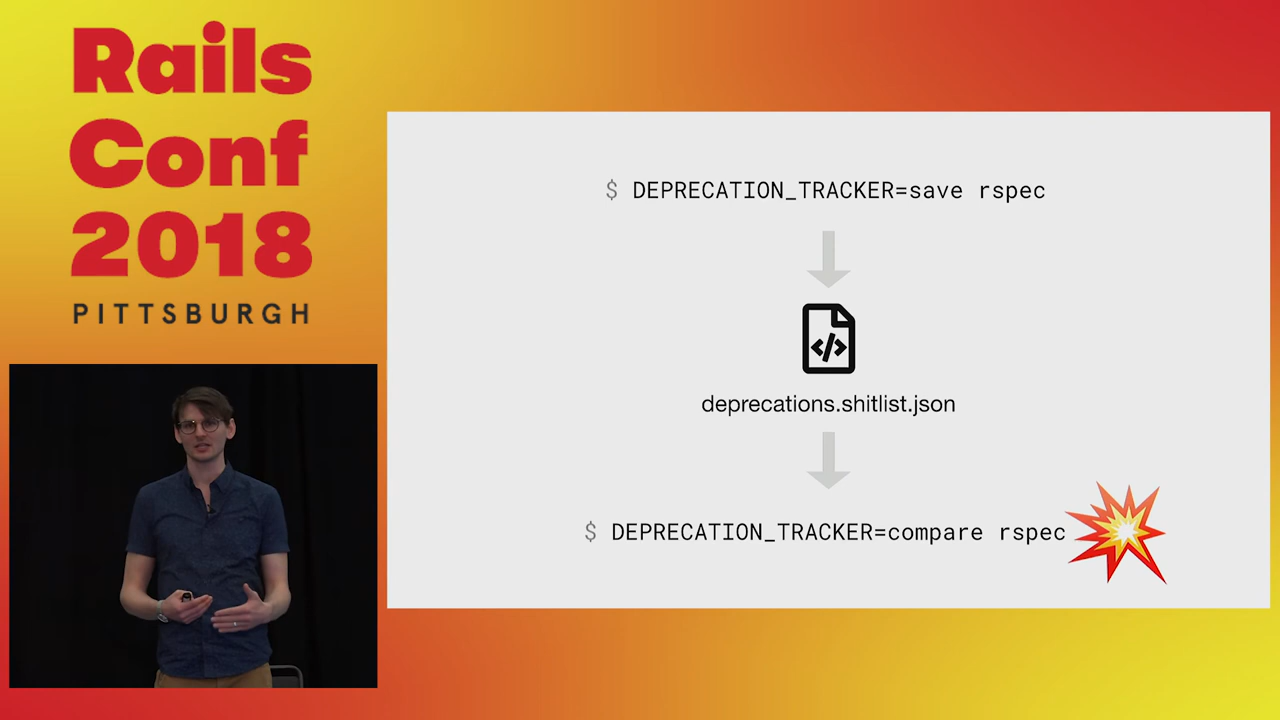 Rails
Conf
2018
PITTSBURGH
$ DEPRECATION_TRACKER=save rspec
</>
deprecations.shitlist.json
$ DEPRECATION_TRACKER=compare rspec